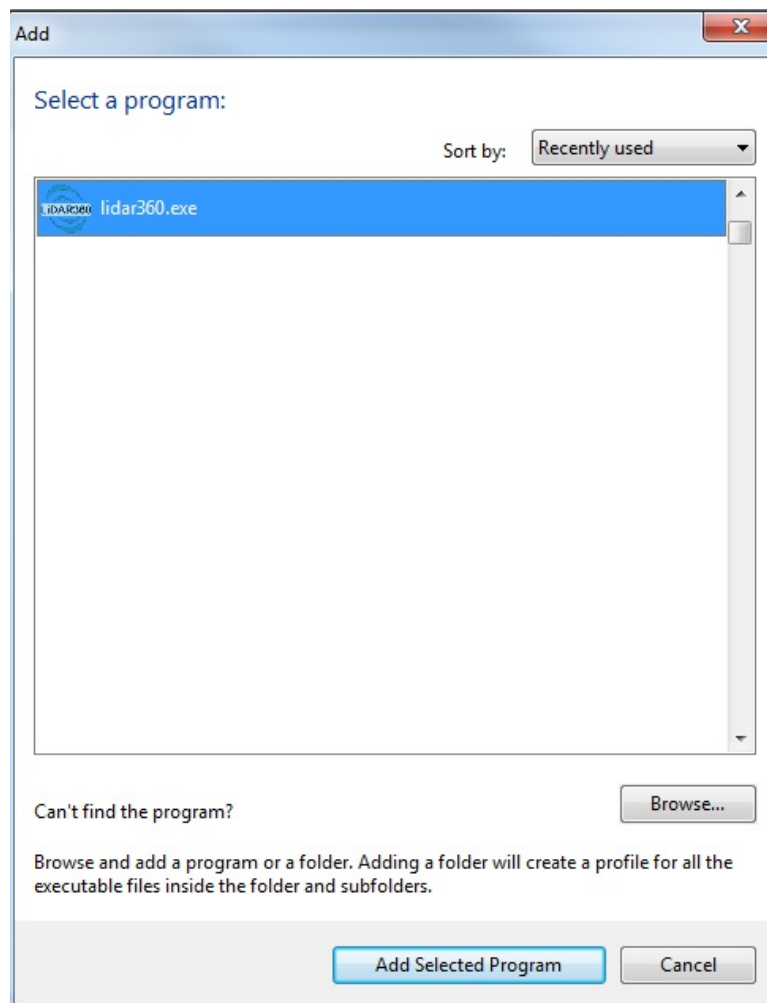 Add
X
Select a program:
Sort by: Recently used
LiDAR360 lidar360.exe
Can't find the program?
Browse...
Browse and add a program or a folder. Adding a folder will create a profile for all the
executable files inside the folder and subfolders.
Add Selected Program
Cancel